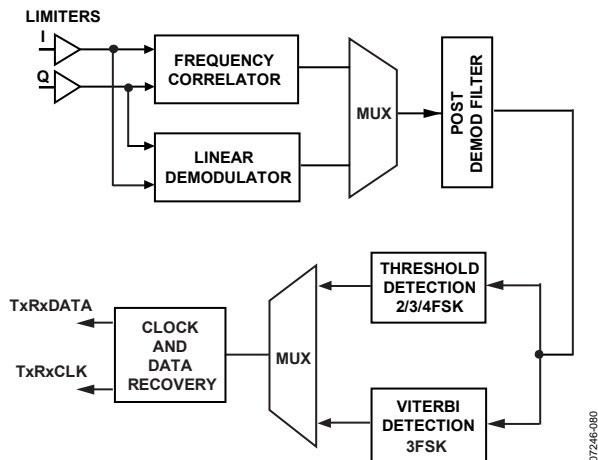 LIMITERS
I
Q
FREQUENCY
CORRELATOR
LINEAR
DEMODULATOR
MUX
POST
DEMOD FILTER
THRESHOLD
DETECTION
2/3/4FSK
VITERBI
DETECTION
3FSK
MUX
CLOCK
AND
DATA
RECOVERY
TxRxDATA
TxRxCLK
07246-080